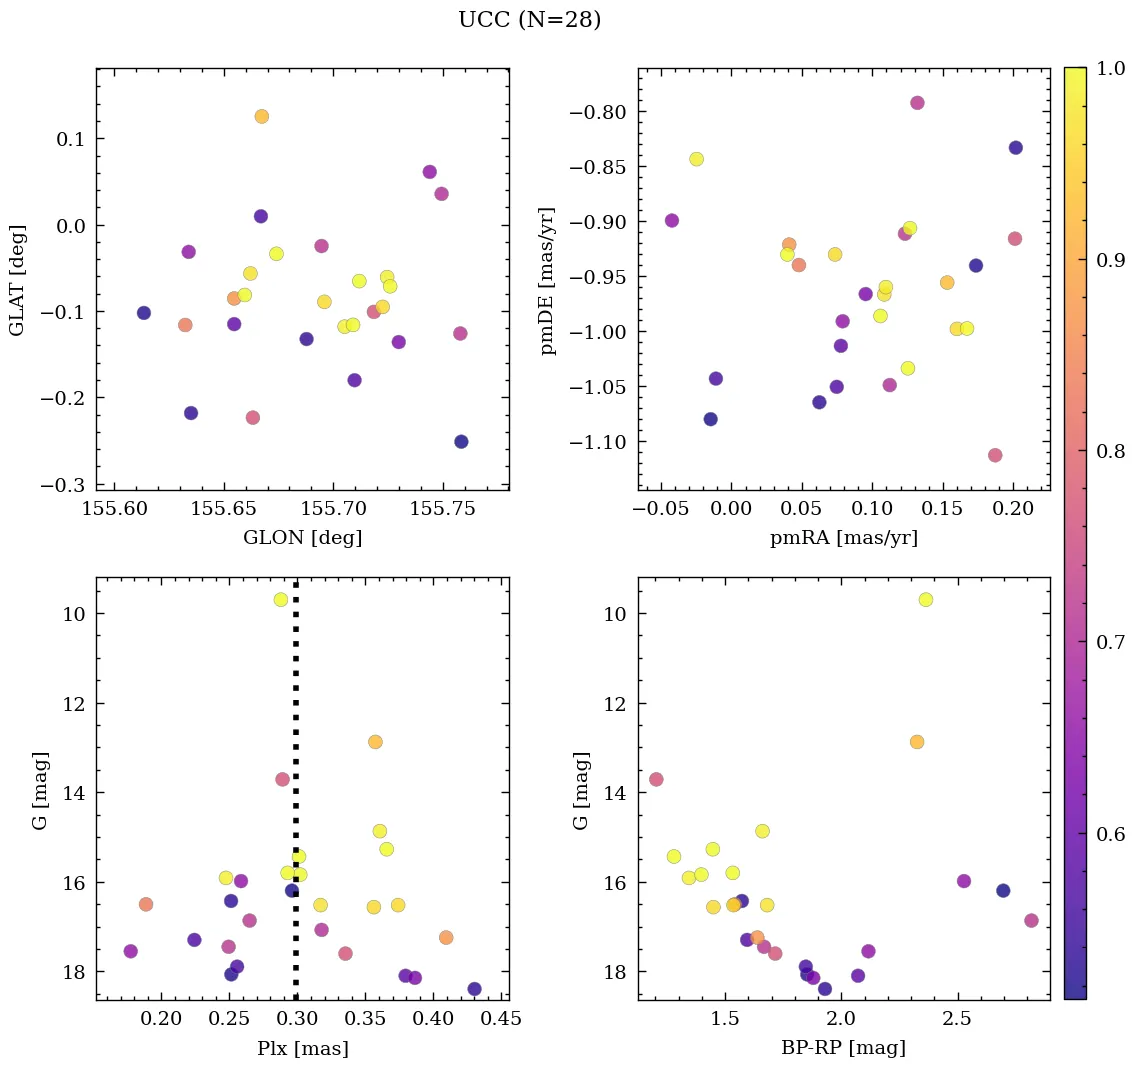 UCC (N=28)
0.1
0.0
−0.1
−0.2
−0.3
GLAT [deg]
155.60 155.65 155.70 155.75
GLON [deg]
−0.80
−0.85
−0.90
−0.95
−1.00
−1.05
−1.10
pmDE [mas/yr]
−0.05 0.00 0.05 0.10 0.15 0.20
pmRA [mas/yr]
10
12
14
16
18
G [mag]
0.20 0.25 0.30 0.35 0.40 0.45
Plx [mas]
10
12
14
16
18
G [mag]
1.5 2.0 2.5
BP-RP [mag]
1.0
0.9
0.8
0.7
0.6